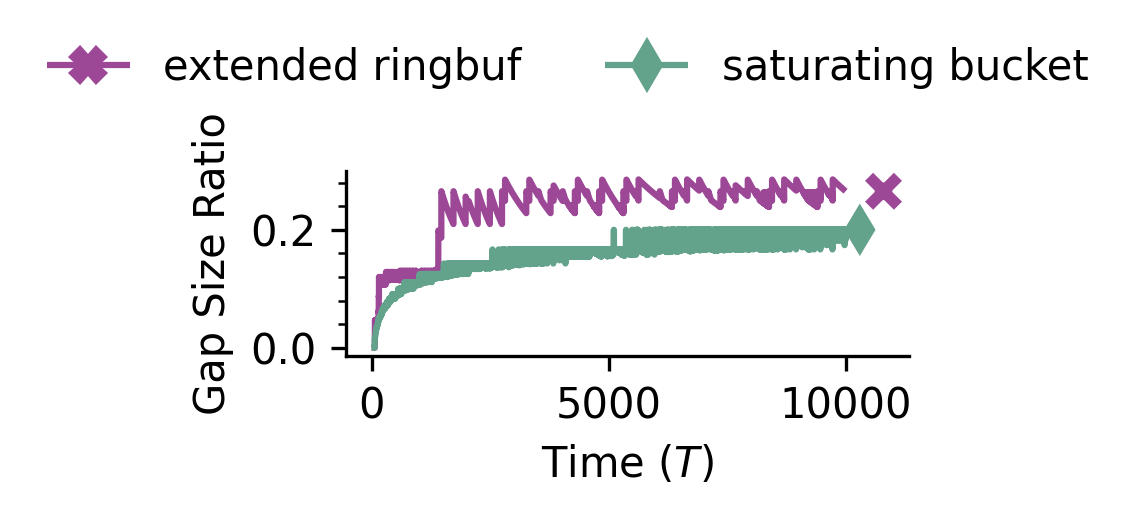 extended ringbuf
saturating bucket
Gap Size Ratio
0.2
0.0
0
5000
10000
Time (T)